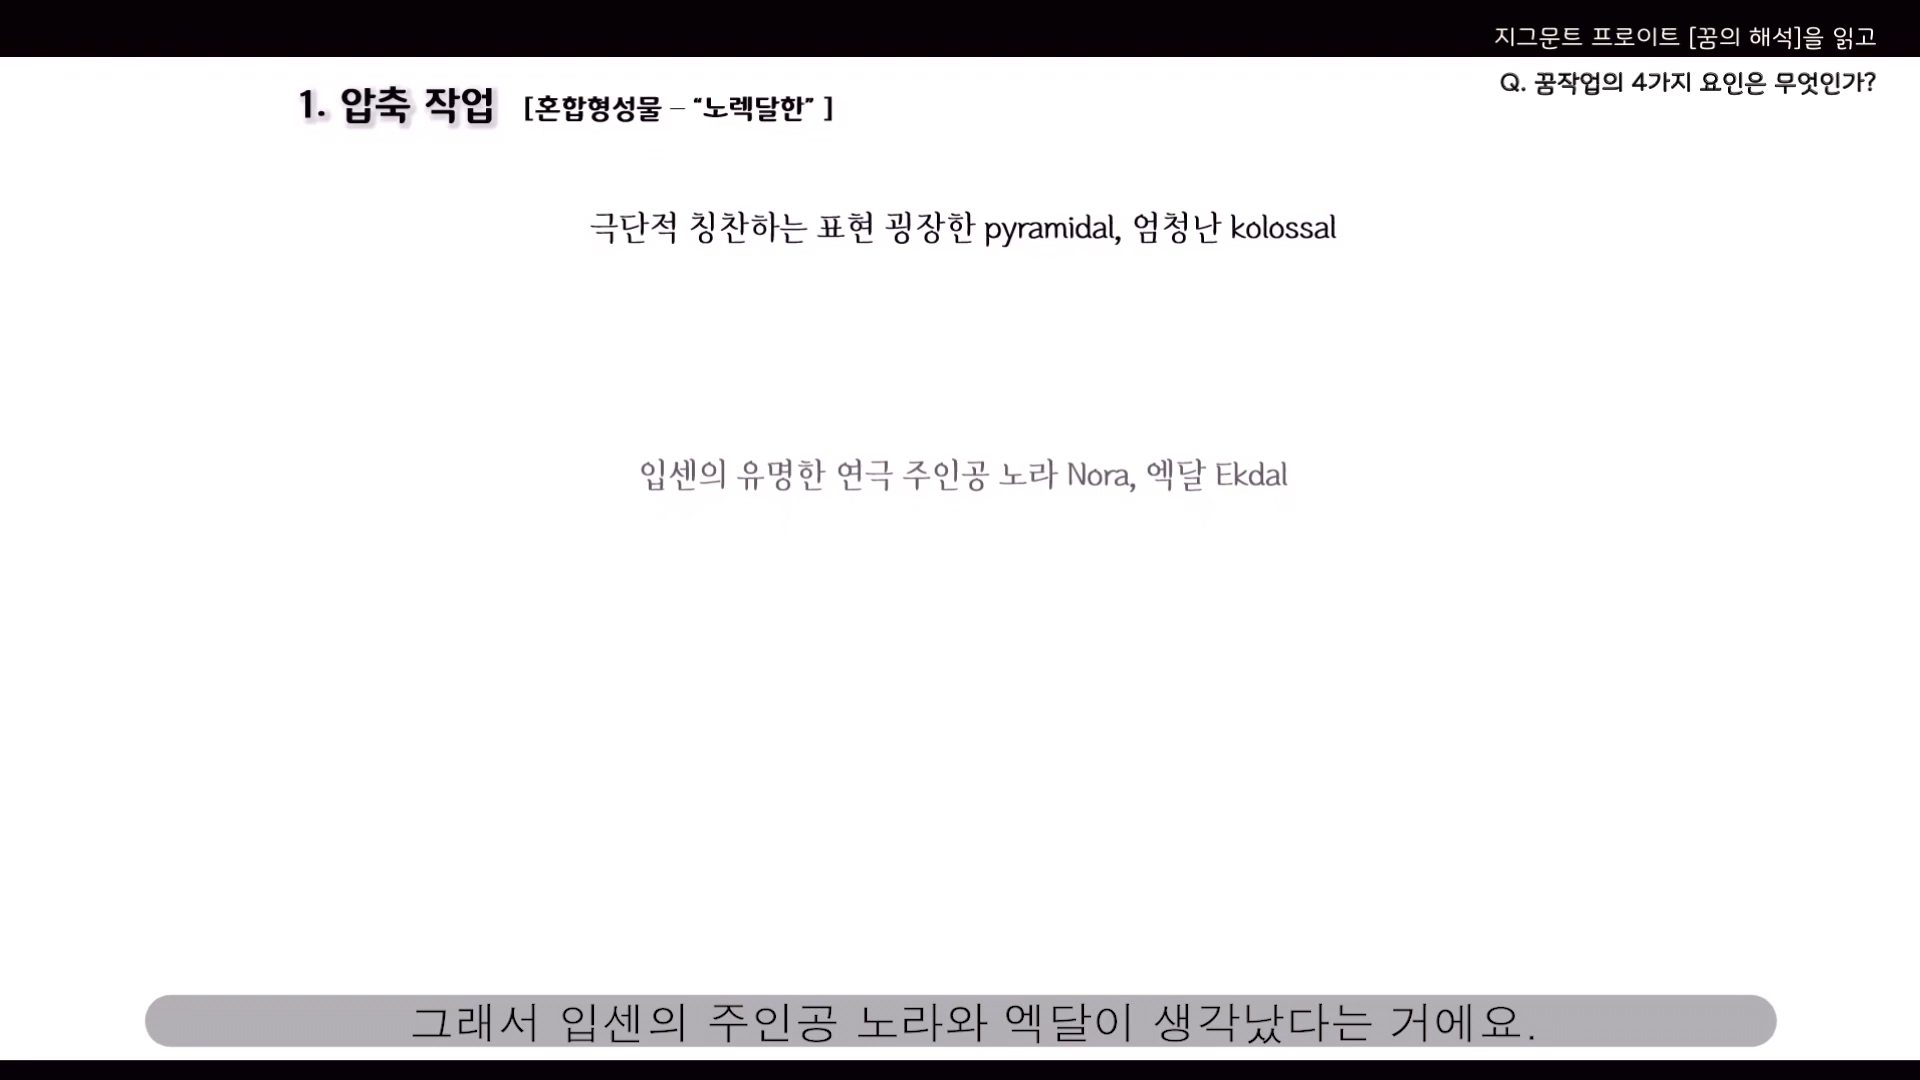 지그문트 프로이트 [꿈의 해석]을 읽고
Q. 꿈작업의 4가지 요인은 무엇인가?
1. 압축 작업 [혼합형성물 – “노렉달한” ]
극단적 칭찬하는 표현 굉장한 pyramidal, 엄청난 kolossal
입센의 유명한 연극 주인공 노라 Nora, 엑달 Ekdal
그래서 입센의 주인공 노라와 엑달이 생각났다는 거에요.